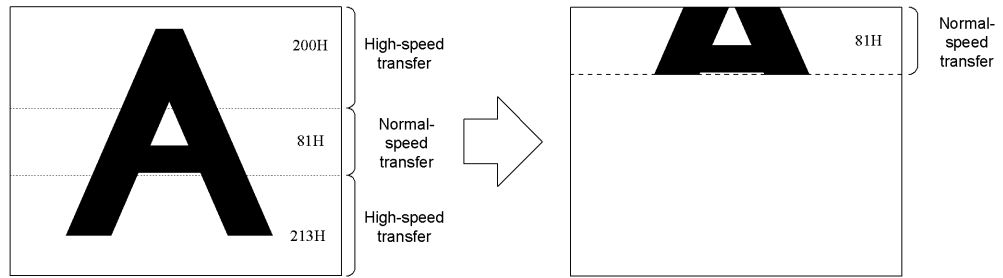 200H
High-speed
transfer
81H
Normal-
speed
transfer
213H
High-speed
transfer
81H
Normal-
speed
transfer